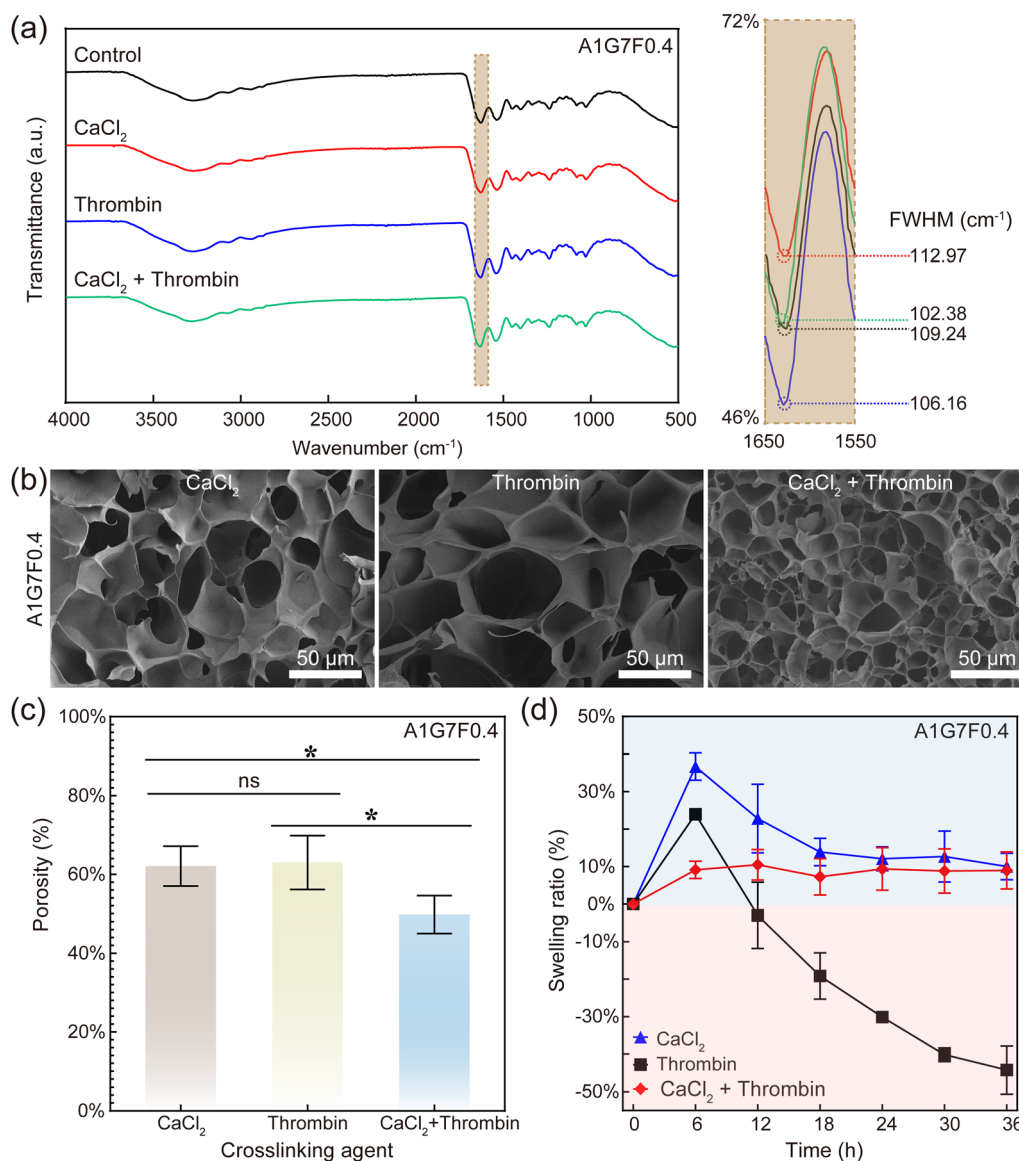 (a)
A1G7F0.4
Control
CaCl₂
Thrombin
CaCl₂ + Thrombin
Transmittance (a.u.)
4000 3000 2500 2000 1500 1000 500
Wavenumber (cm⁻¹)
72%
46%
1650 1550
FWHM (cm⁻¹)
112.97
102.38
109.24
106.16
(b)
A1G7F0.4
CaCl₂
Thrombin
CaCl₂ + Thrombin
50 µm
50 µm
50 µm
(c)
A1G7F0.4
100%
80%
60%
40%
20%
0%
Porosity (%)
*
ns
*
CaCl₂ Thrombin CaCl₂+Thrombin
Crosslinking agent
(d)
A1G7F0.4
50%
30%
10%
0%
-10%
-30%
-50%
Swelling ratio (%)
CaCl₂
Thrombin
CaCl₂ + Thrombin
0 6 12 18 24 30 36
Time (h)